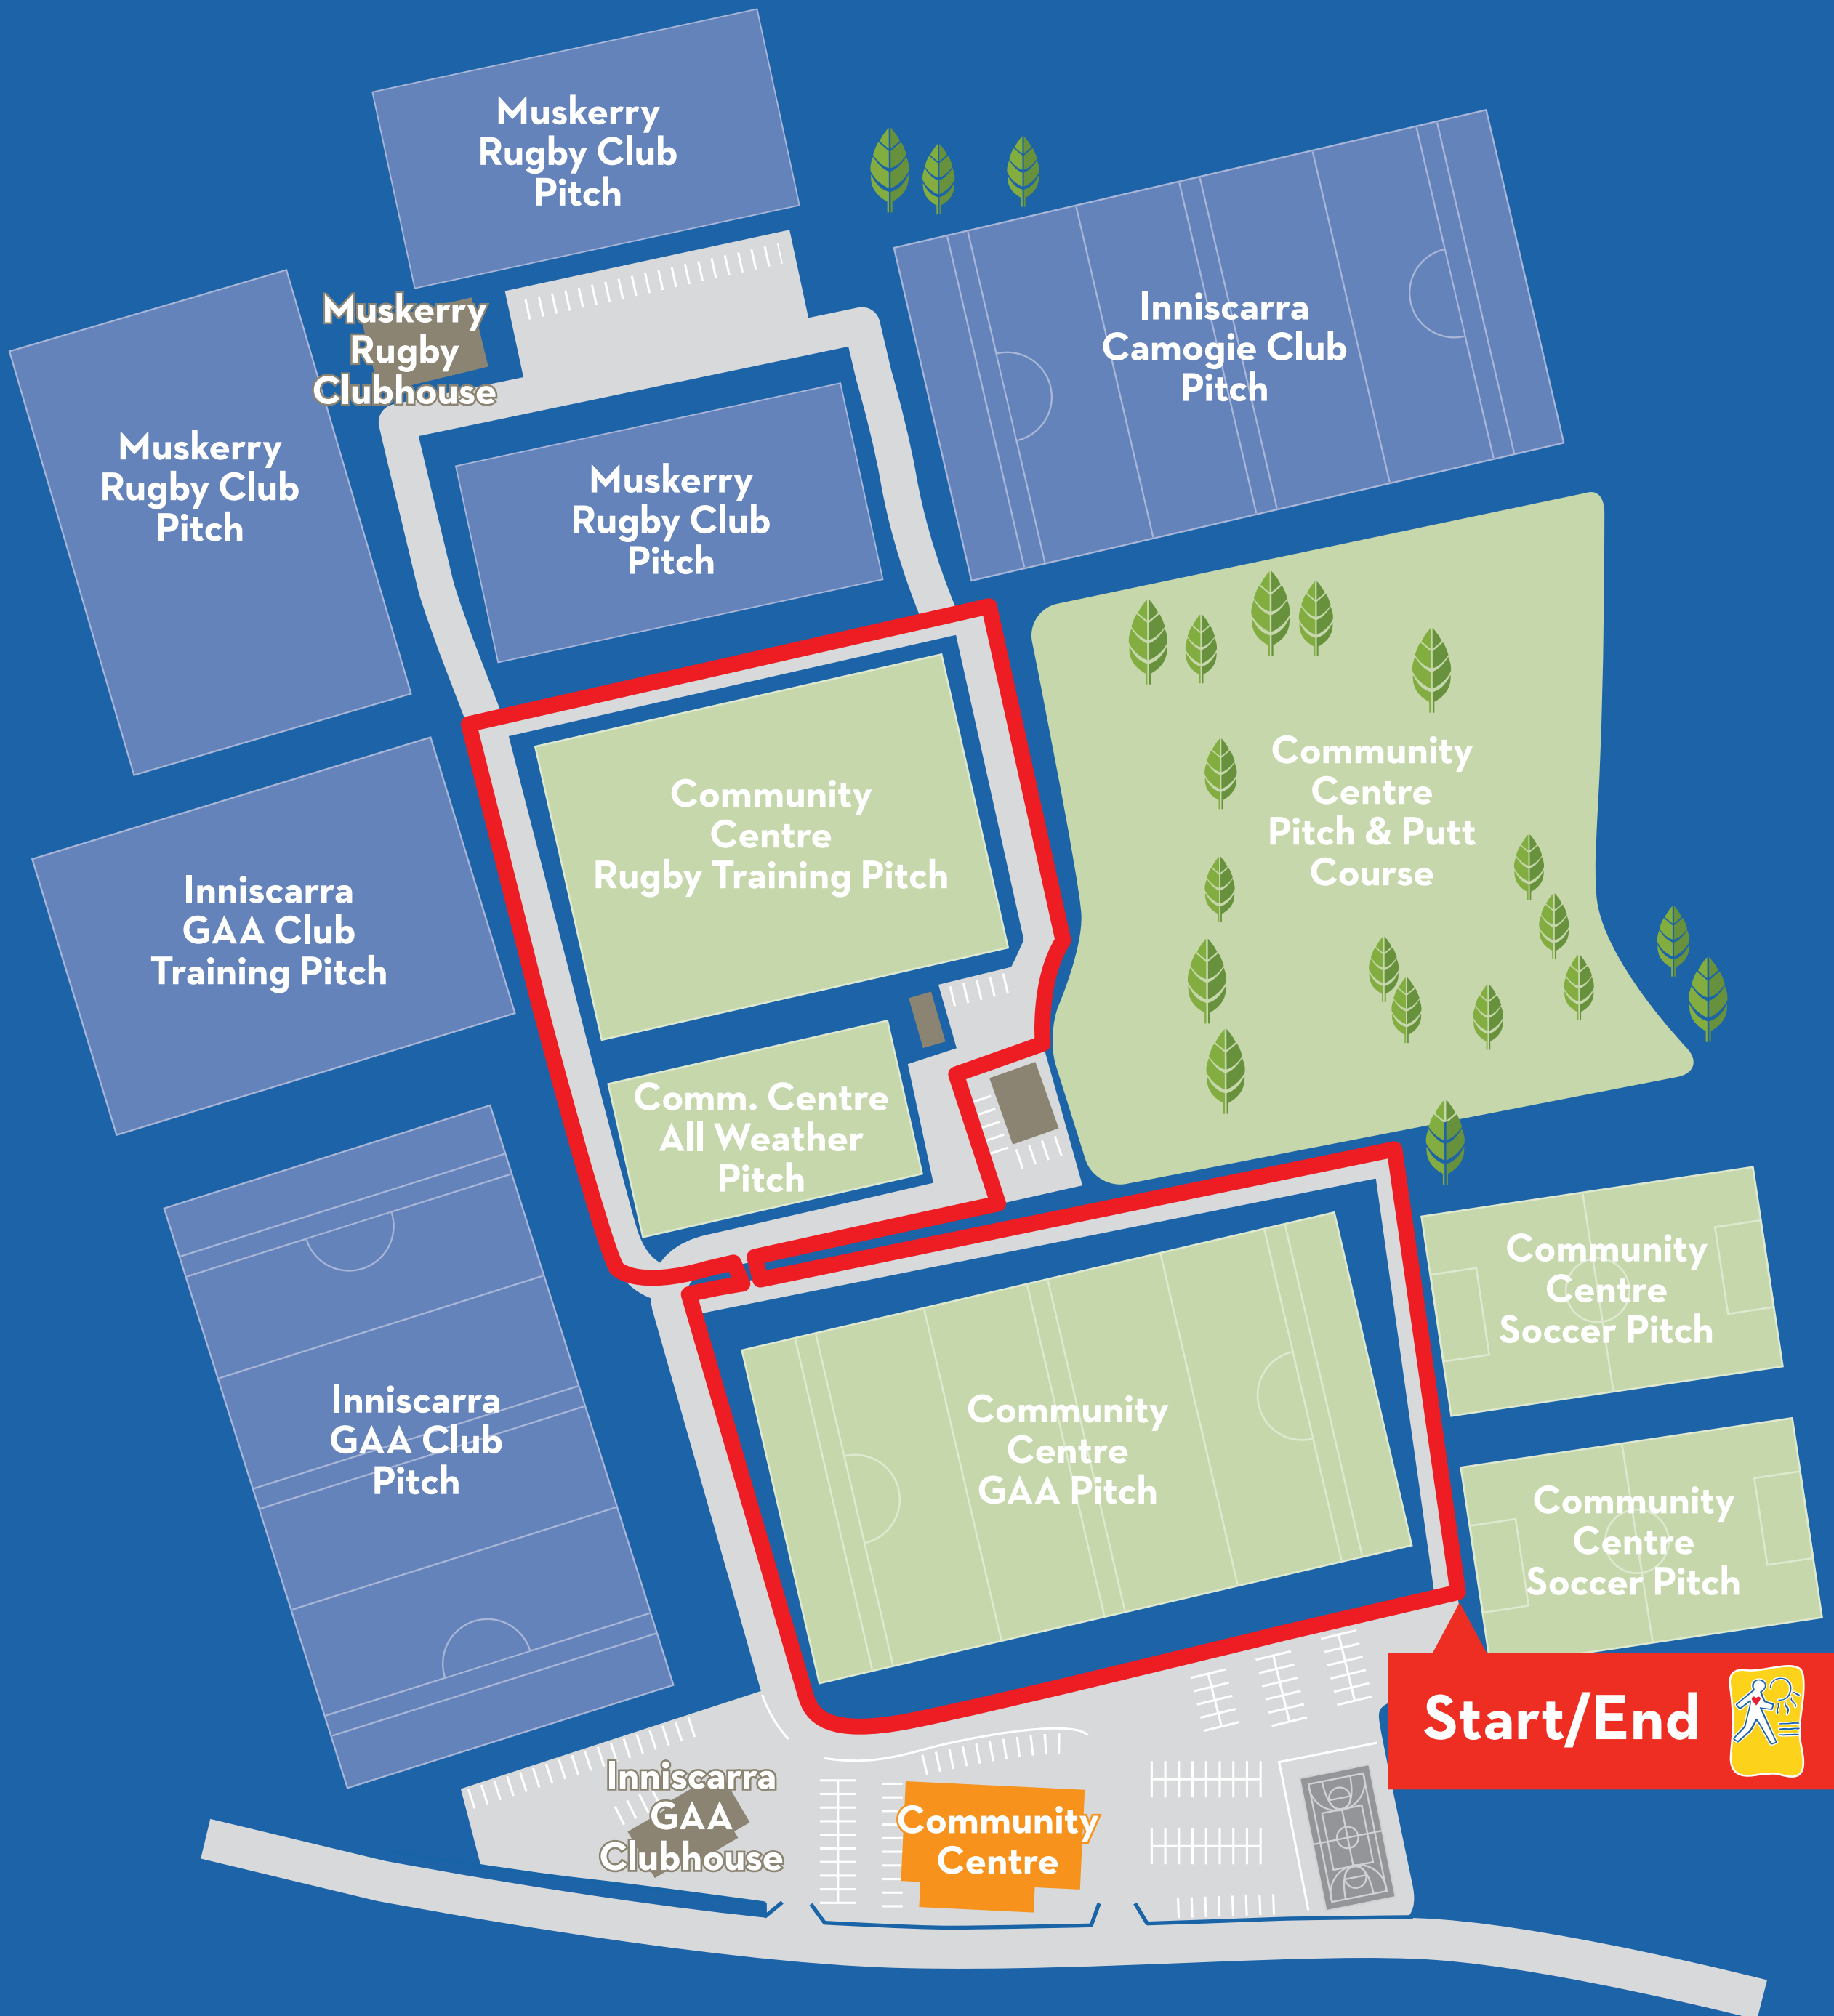 Muskerry
Rugby Club
Pitch
Muskerry
Rugby
Clubhouse
Inniscarra
Camogie Club
Pitch
Muskerry
Rugby Club
Pitch
Muskerry
Rugby Club
Pitch
Community
Centre
Pitch & Putt
Course
Community
Centre
Rugby Training Pitch
Inniscarra
GAA Club
Training Pitch
Comm. Centre
All Weather
Pitch
Community
Centre
Soccer Pitch
Inniscarra
GAA Club
Pitch
Community
Centre
GAA Pitch
Community
Centre
Soccer Pitch
Start/End
Inniscarra
GAA
Clubhouse
Community
Centre